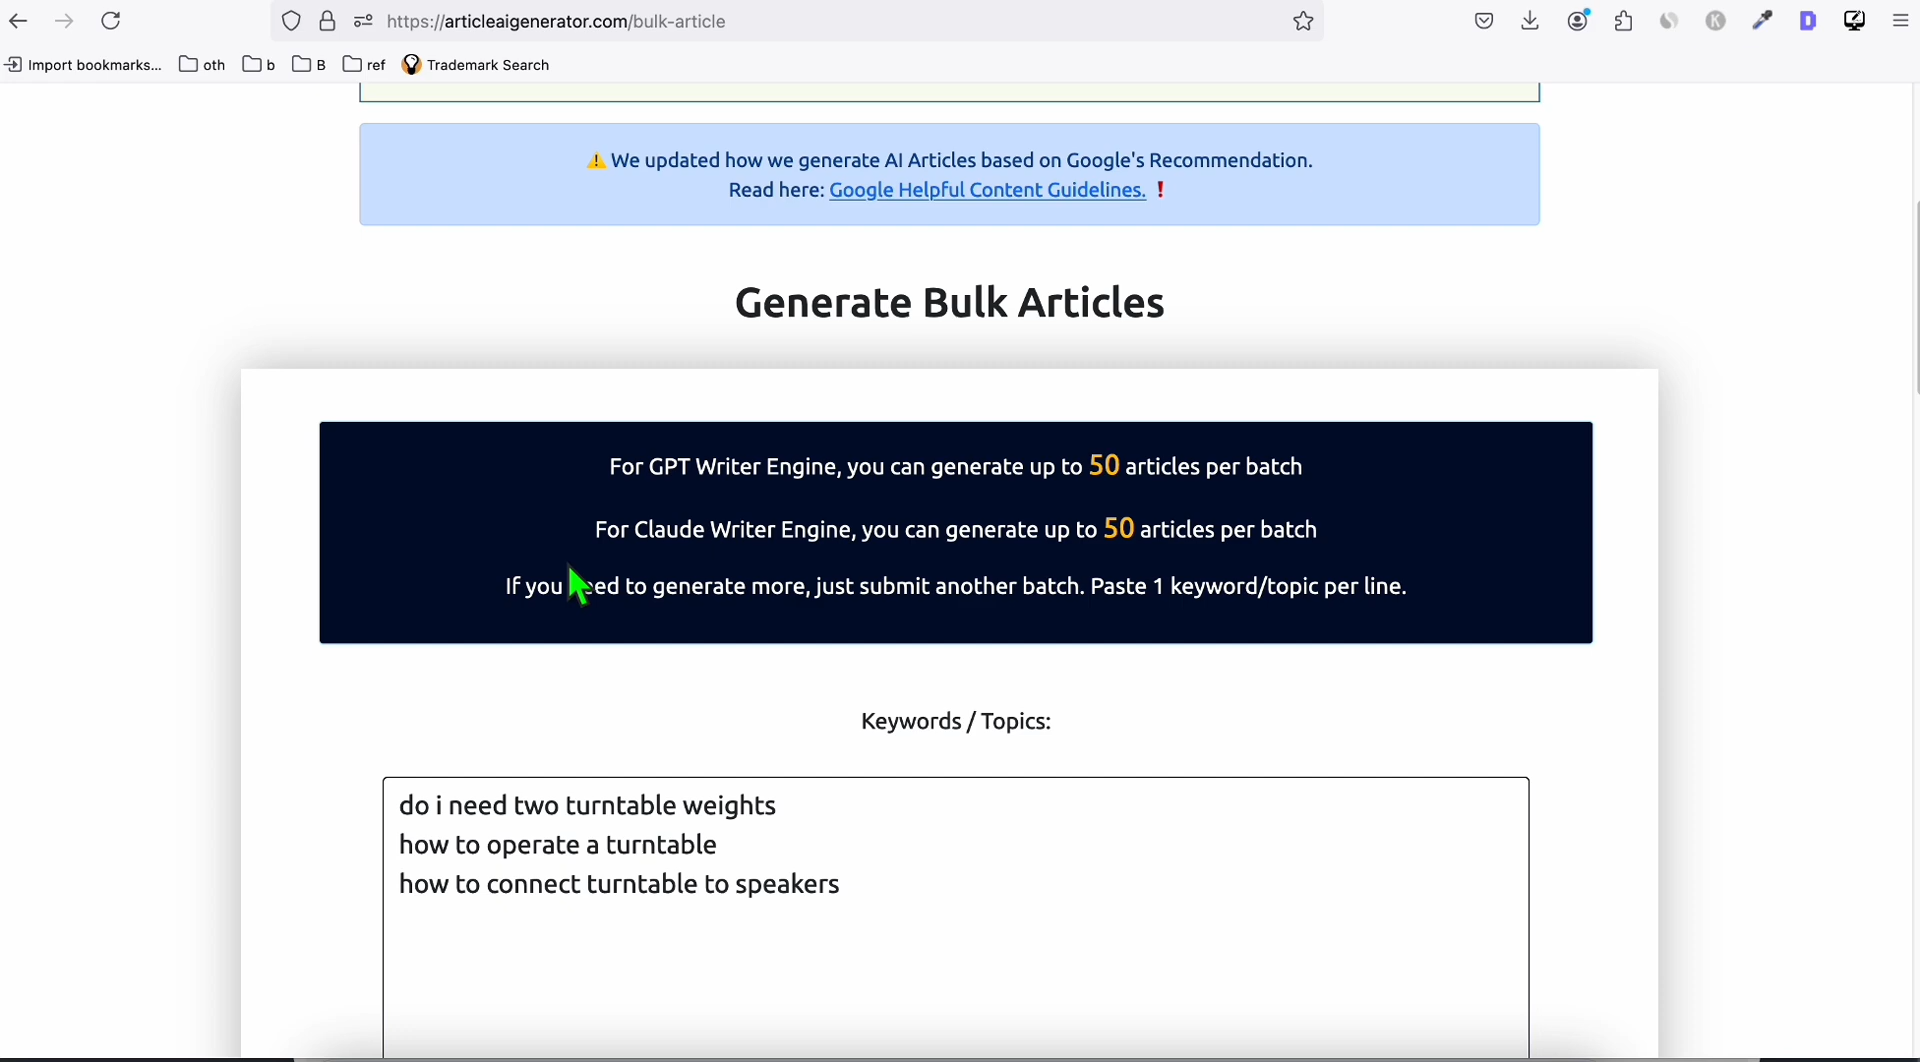 https://articleaigenerator.com/bulk-article
Import bookmarks... oth b B ref Trademark Search
We updated how we generate AI Articles based on Google's Recommendation.
Read here: Google Helpful Content Guidelines.
Generate Bulk Articles
For GPT Writer Engine, you can generate up to 50 articles per batch
For Claude Writer Engine, you can generate up to 50 articles per batch
If you need to generate more, just submit another batch. Paste 1 keyword/topic per line.
Keywords / Topics:
do i need two turntable weights
how to operate a turntable
how to connect turntable to speakers